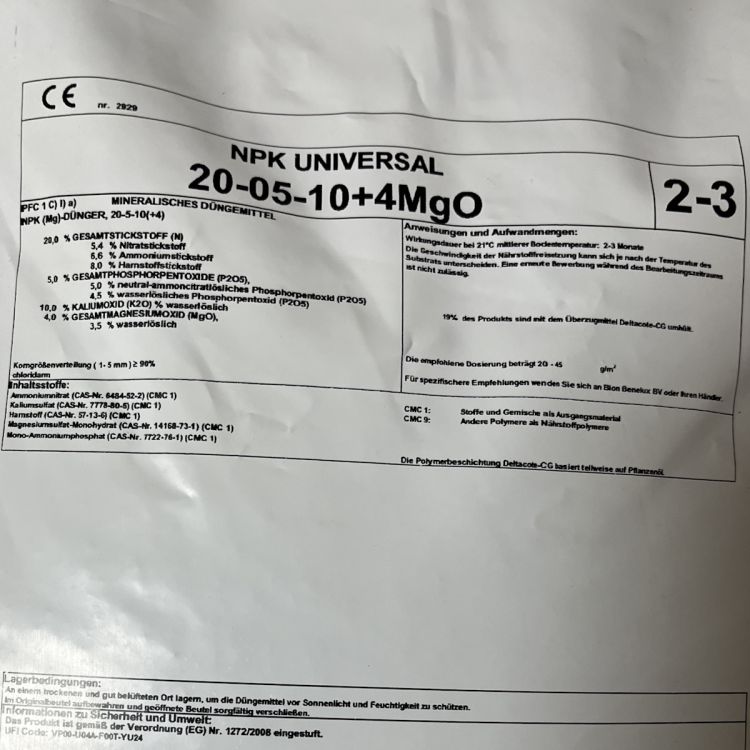 CE nr. 2929
NPK UNIVERSAL
20-05-10+4MgO
2-3
PFC 1 C) I) a) MINERALISCHES DÜNGEMITTEL
NPK (Mg)-DÜNGER, 20-5-10(+4)
20,0 % GESAMTSTICKSTOFF (N)
5,4 % Nitratstickstoff
6,6 % Ammoniumstickstoff
8,0 % Harnstoffstickstoff
5,0 % GESAMTPHOSPHORPENTOXIDE (P2O5),
5,0 % neutral-ammoncitratlösliches Phosphorpentoxid (P2O5)
4,5 % wasserlösliches Phosphorpentoxid (P2O5)
10,0 % KALIUMOXID (K2O) % wasserlöslich
4,0 % GESAMTMAGNESIUMOXID (MgO),
3,5 % wasserlöslich
Korngrößenverteilung ( 1- 5 mm ) ≥ 90%
chloridarm
Anweisungen und Aufwandmengen:
Wirkungsdauer bei 21°C mittlerer Bodentemperatur: 2-3 Monate
Die Geschwindigkeit der Nährstofffreisetzung kann sich je nach der Temperatur des
Substrats unterscheiden. Eine erneute Bewerbung während des Bearbeitungszeitraums
ist nicht zulässig.
19% des Produkts sind mit dem Überzugmittel Deltacote-CG umhüllt.
Die empfohlene Dosierung beträgt 20 - 45 g/m²
Für spezifischere Empfehlungen wenden Sie sich an Bion Benelux BV oder Ihren Händler.
Inhaltsstoffe:
Ammoniumnitrat (CAS-Nr. 6484-52-2) (CMC 1)
Kaliumsulfat (CAS-Nr. 7778-80-5) (CMC 1)
Harnstoff (CAS-Nr. 57-13-6) (CMC 1)
Magnesiumsulfat-Monohydrat (CAS-Nr. 14168-73-1) (CMC 1)
Mono-Ammoniumphosphat (CAS-Nr. 7722-76-1) (CMC 1)
CMC 1: Stoffe und Gemische als Ausgangsmaterial
CMC 9: Andere Polymere als Nährstoffpolymere
Die Polymerbeschichtung Deltacote-CG basiert teilweise auf Pflanzenöl.
Lagerbedingungen:
An einem trockenen und gut belüfteten Ort lagern, um die Düngemittel vor Sonnenlicht und Feuchtigkeit zu schützen.
Im Originalbeutel aufbewahren und geöffnete Beutel sorgfältig verschließen.
Informationen zu Sicherheit und Umwelt:
Das Produkt ist gemäß der Verordnung (EG) Nr. 1272/2008 eingestuft.
UFI Code: VP00-U04A-F00T-YU24